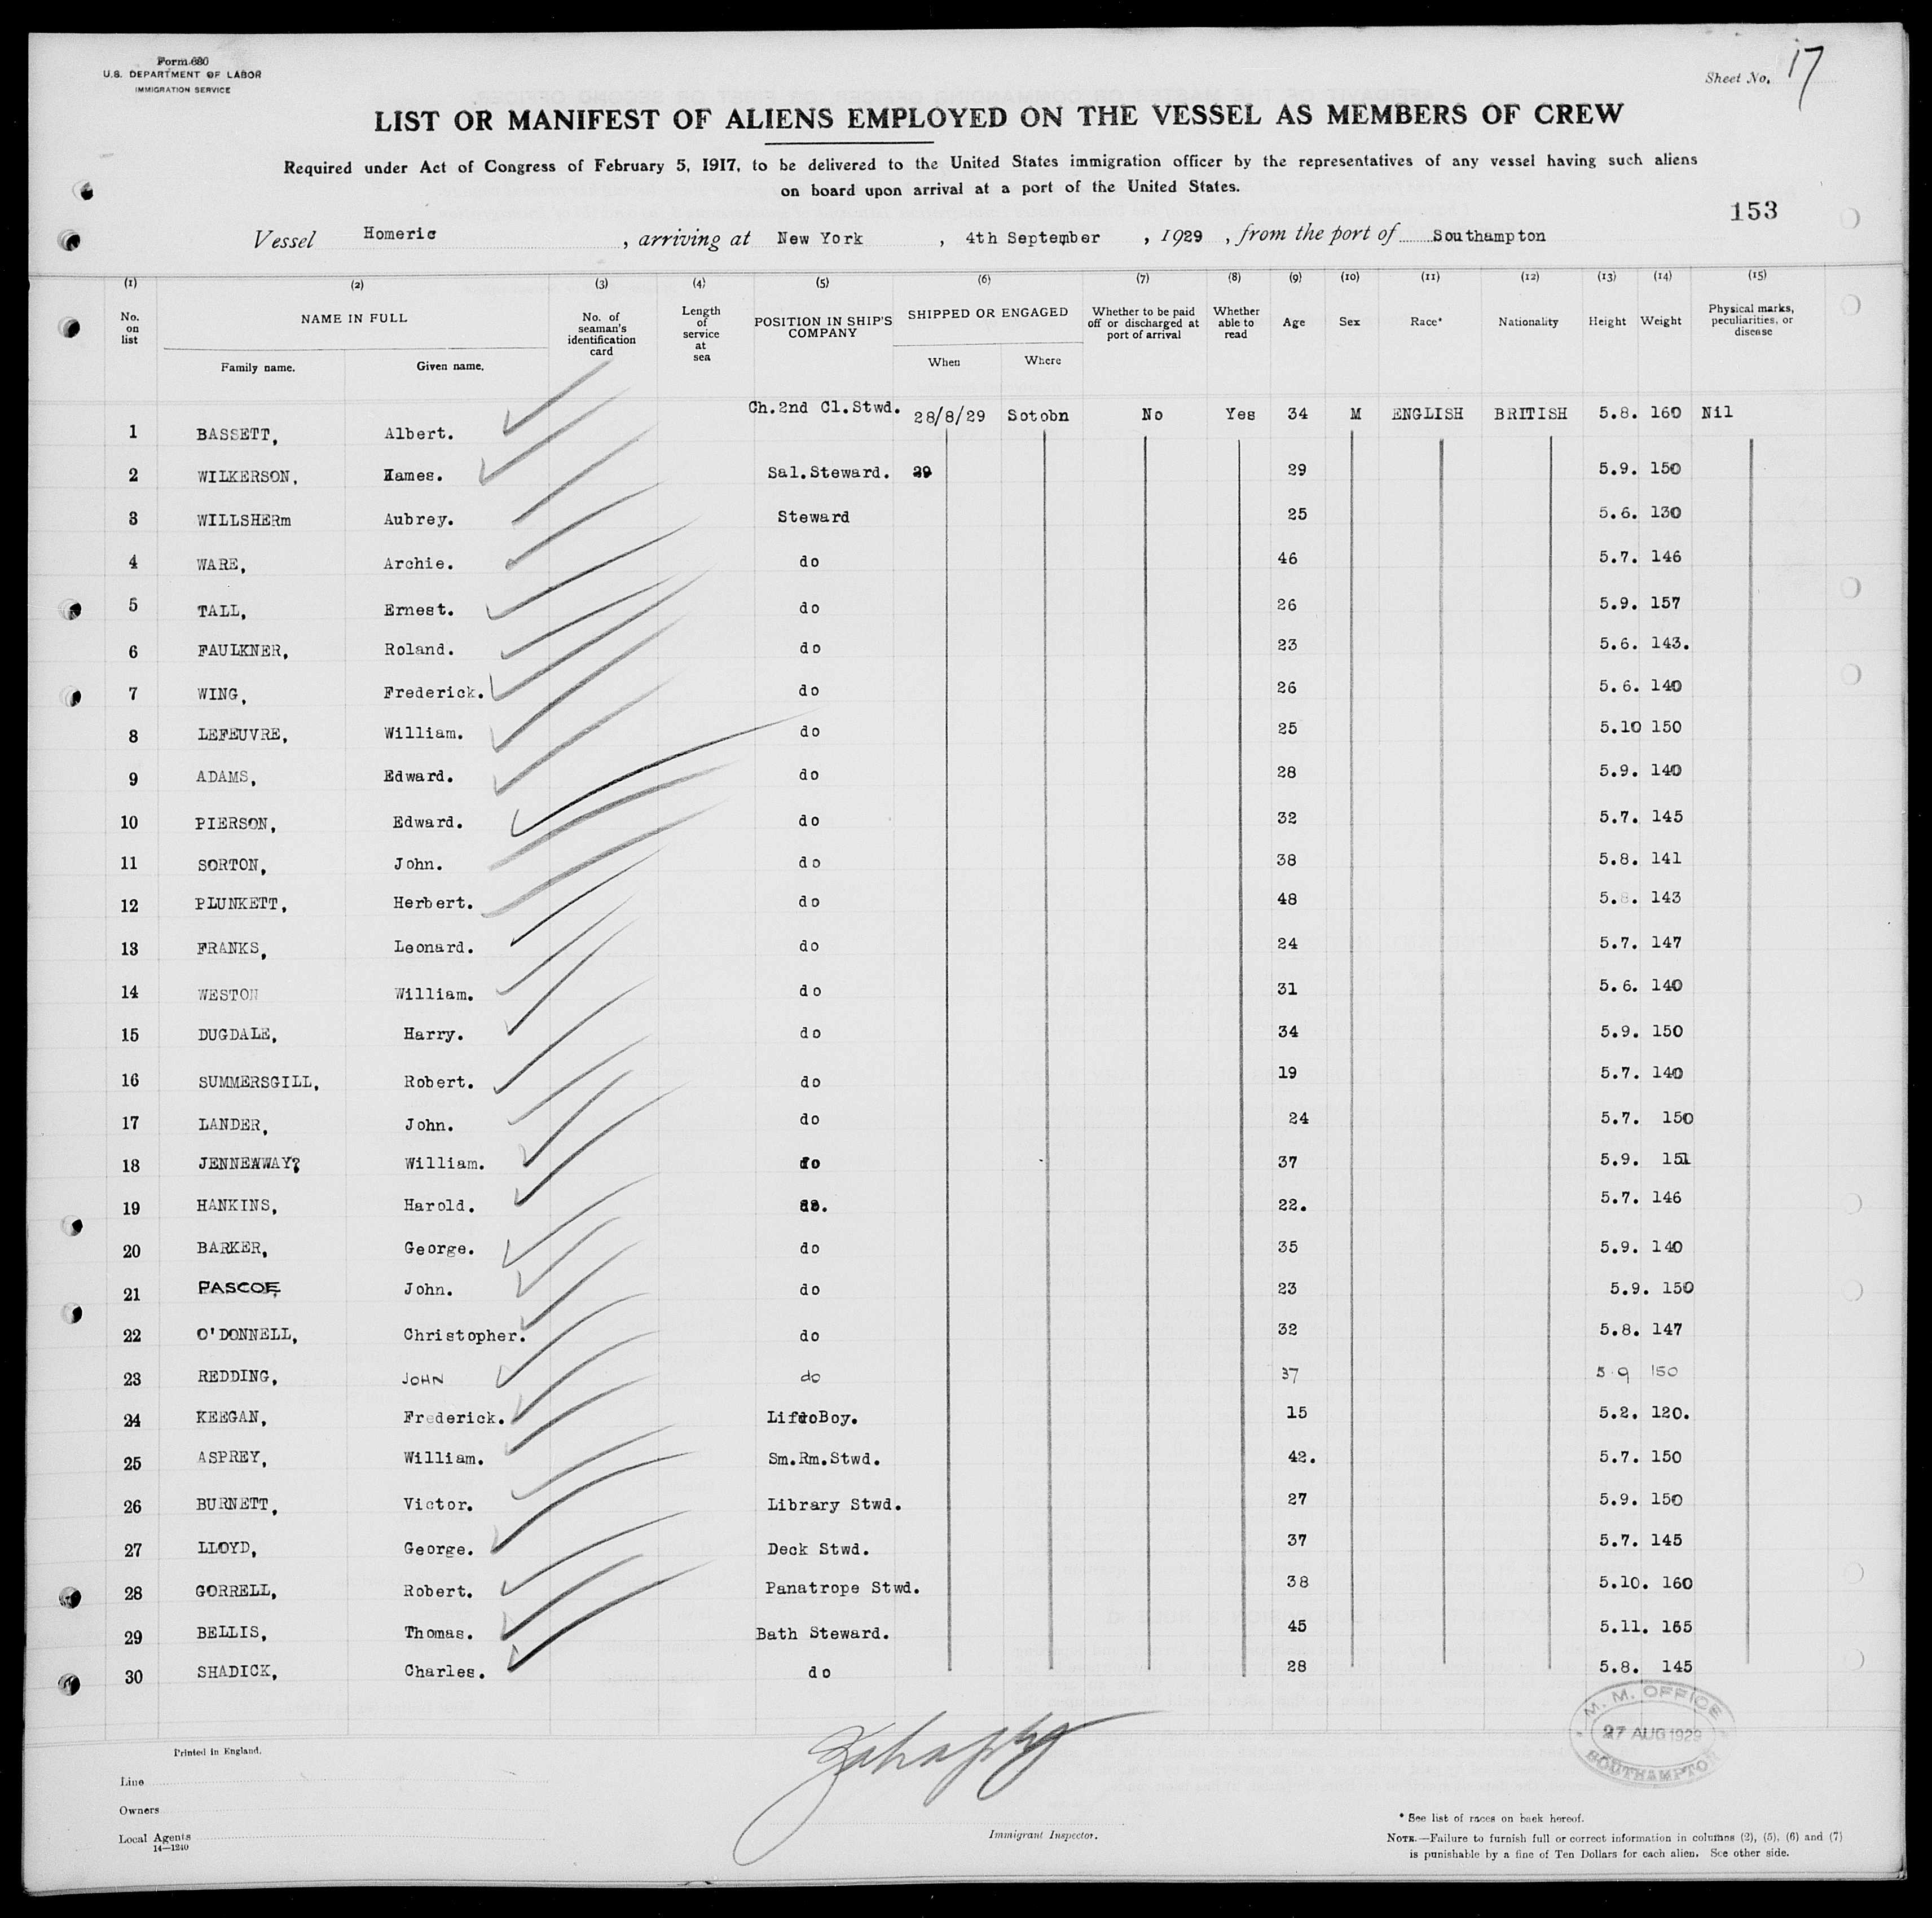 Form 680
U.S. DEPARTMENT OF LABOR
IMMIGRATION SERVICE
Sheet No. 17
LIST OR MANIFEST OF ALIENS EMPLOYED ON THE VESSEL AS MEMBERS OF CREW
Required under Act of Congress of February 5, 1917, to be delivered to the United States immigration officer by the representatives of any vessel having such aliens
on board upon arrival at a port of the United States.
153
Vessel Homeric , arriving at New York , 4th September , 1929 , from the port of Southampton
(1) (2) (3) (4) (5) (6) (7) (8) (9) (10) (11) (12) (13) (14) (15)
No. on list NAME IN FULL Family name. Given name. No. of seaman's identification card Length of service at sea POSITION IN SHIP'S COMPANY SHIPPED OR ENGAGED When Where Whether to be paid off or discharged at port of arrival Whether able to read Age Sex Race* Nationality Height Weight Physical marks, peculiarities, or disease
1 BASSETT, Albert. Ch.2nd Cl.Stwd. 28/8/29 Sotobn No Yes 34 M ENGLISH BRITISH 5.8. 160 Nil
2 WILKERSON, James. Sal.Steward. 29 29 5.9. 150
3 WILLSHERm Aubrey. Steward 25 5.6. 130
4 WARE, Archie. do 46 5.7. 146
5 TALL, Ernest. do 26 5.9. 157
6 FAULKNER, Roland. do 23 5.6. 143.
7 WING, Frederick. do 26 5.6. 140
8 LEFEUVRE, William. do 25 5.10 150
9 ADAMS, Edward. do 28 5.9. 140
10 PIERSON, Edward. do 32 5.7. 145
11 SORTON, John. do 38 5.8. 141
12 PLUNKETT, Herbert. do 48 5.8. 143
13 FRANKS, Leonard. do 24 5.7. 147
14 WESTON William. do 31 5.6. 140
15 DUGDALE, Harry. do 34 5.9. 150
16 SUMMERSGILL, Robert. do 19 5.7. 140
17 LANDER, John. do 24 5.7. 150
18 JENNEAWAY? William. do 37 5.9. 151
19 HANKINS, Harold. do. 22. 5.7. 146
20 BARKER, George. do 35 5.9. 140
21 PASCOE, John. do 23 5.9. 150
22 O'DONNELL, Christopher. do 32 5.8. 147
23 REDDING, JOHN do 37 5.9 150
24 KEEGAN, Frederick. Lift Boy. 15 5.2. 120.
25 ASPREY, William. Sm.Rm.Stwd. 42. 5.7. 150
26 BURNETT, Victor. Library Stwd. 27 5.9. 150
27 LLOYD, George. Deck Stwd. 37 5.7. 145
28 GORRELL, Robert. Panatrope Stwd. 38 5.10. 160
29 BELLIS, Thomas. Bath Steward. 45 5.11. 165
30 SHADICK, Charles. do 28 5.8. 145
M. M. OFFICE
27 AUG 1929
SOUTHAMPTON
Printed in England.
Line
Owners
Local Agents
14—1240
Immigrant Inspector.
* See list of races on back hereof.
NOTE.—Failure to furnish full or correct information in columns (2), (5), (6) and (7)
is punishable by a fine of Ten Dollars for each alien. See other side.